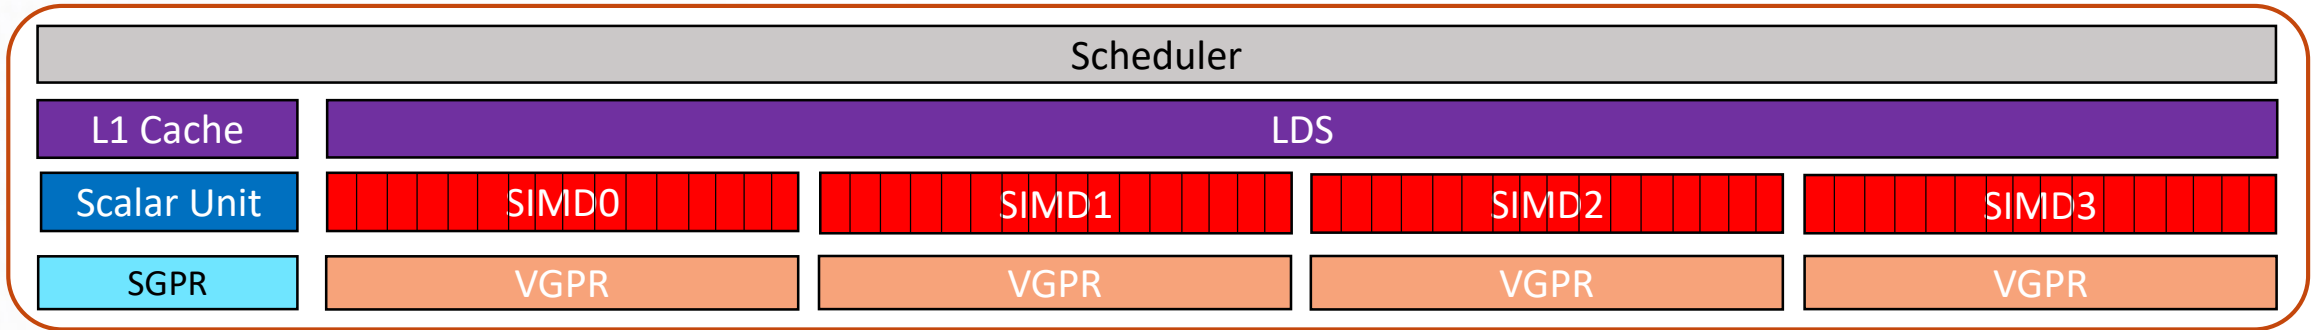 Scheduler
L1 Cache LDS
Scalar Unit SIMD0 SIMD1 SIMD2 SIMD3
SGPR VGPR VGPR VGPR VGPR